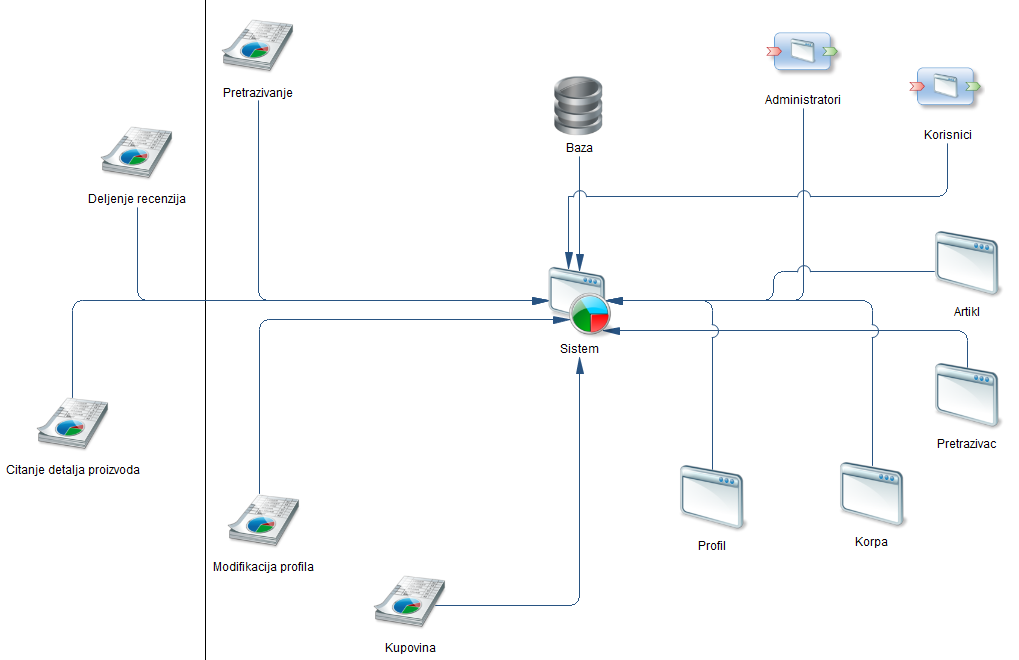 Pretrazivanje
Administratori
Korisnici
Baza
Deljenje recenzija
Artikl
Sistem
Pretrazivac
Citanje detalja proizvoda
Korpa
Profil
Modifikacija profila
Kupovina